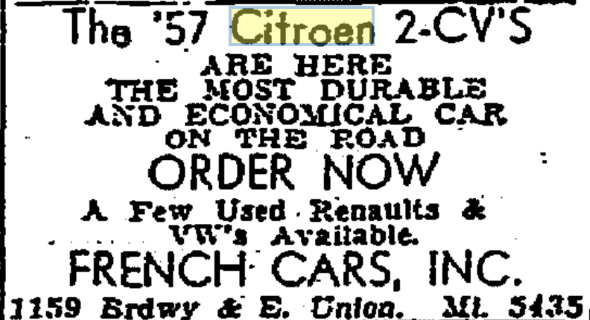 The '57 Citroen 2-CV'S
ARE HERE
THE MOST DURABLE
AND ECONOMICAL CAR
ON THE ROAD
ORDER NOW
A Few Used Renaults &
VW's Available.
FRENCH CARS, INC.
1159 Brdwy & E. Union. MI. 5435